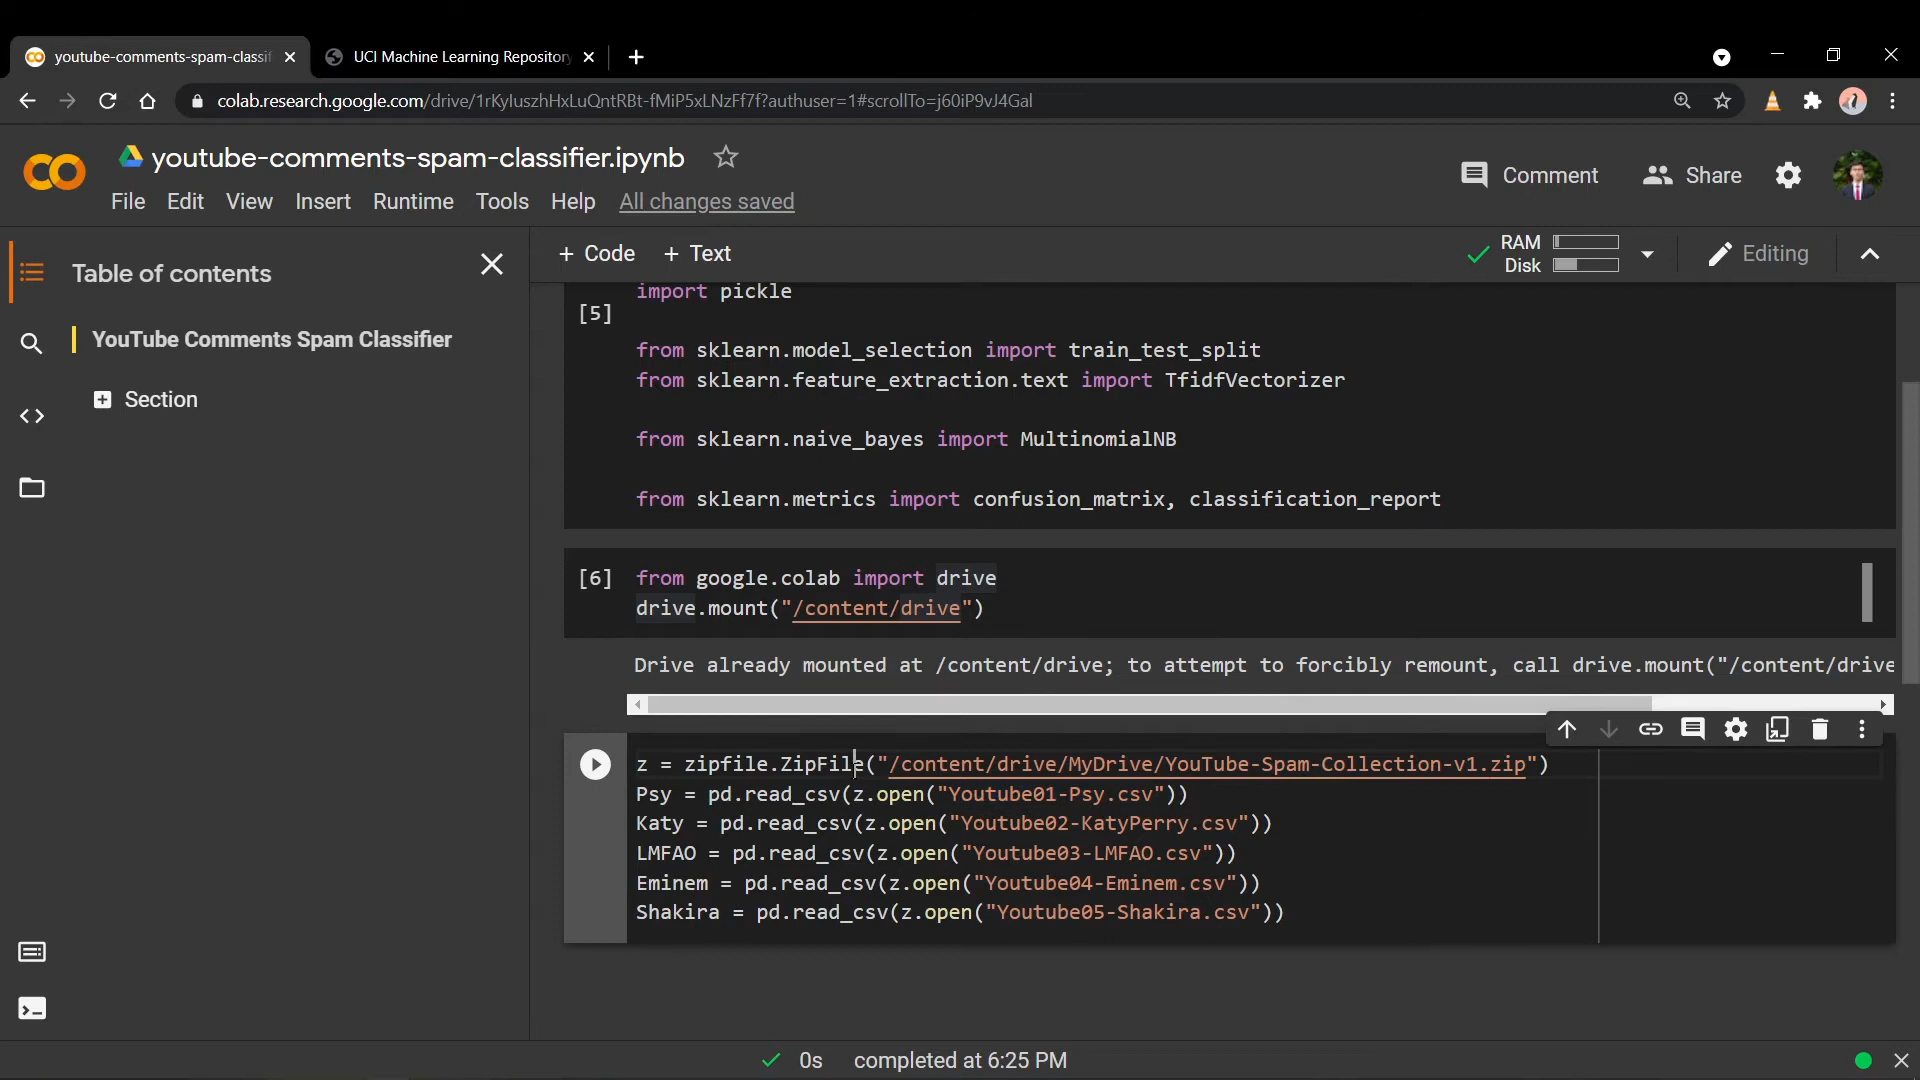 youtube-comments-spam-classif
UCI Machine Learning Repository
colab.research.google.com/drive/1rKyIuszhHxLuQntRBt-fMiP5xLNzFf7f?authuser=1#scrollTo=j60iP9vJ4Gal
youtube-comments-spam-classifier.ipynb
Comment
Share
File Edit View Insert Runtime Tools Help All changes saved
Table of contents
+ Code + Text
RAM
Disk
Editing
YouTube Comments Spam Classifier
Section
import pickle
[5]
from sklearn.model_selection import train_test_split
from sklearn.feature_extraction.text import TfidfVectorizer
from sklearn.naive_bayes import MultinomialNB
from sklearn.metrics import confusion_matrix, classification_report
[6] from google.colab import drive
drive.mount("/content/drive")
Drive already mounted at /content/drive; to attempt to forcibly remount, call drive.mount("/content/drive
z = zipfile.ZipFile("/content/drive/MyDrive/YouTube-Spam-Collection-v1.zip")
Psy = pd.read_csv(z.open("Youtube01-Psy.csv"))
Katy = pd.read_csv(z.open("Youtube02-KatyPerry.csv"))
LMFAO = pd.read_csv(z.open("Youtube03-LMFAO.csv"))
Eminem = pd.read_csv(z.open("Youtube04-Eminem.csv"))
Shakira = pd.read_csv(z.open("Youtube05-Shakira.csv"))
0s completed at 6:25 PM